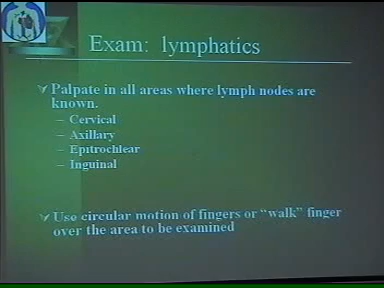 Exam: lymphatics
Palpate in all areas where lymph nodes are
known.
– Cervical
– Axillary
– Epitrochlear
– Inguinal
Use circular motion of fingers or “walk” finger
over the area to be examined